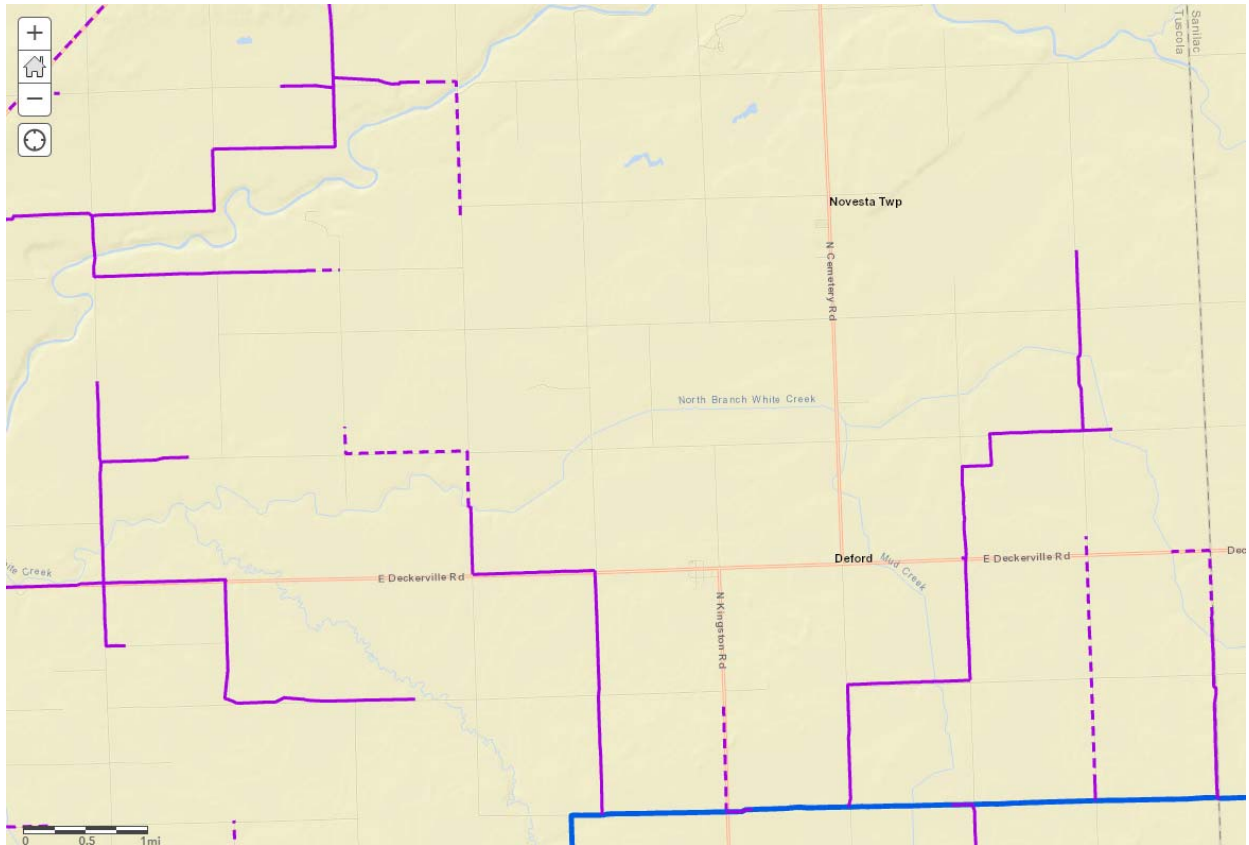 +
−
Sanilac
Tuscola
Novesta Twp
N Cemetery Rd
North Branch White Creek
Deford
E Deckerville Rd
Mud Creek
E Deckerville Rd
N Kingston Rd
Creek
0 0.5 1mi